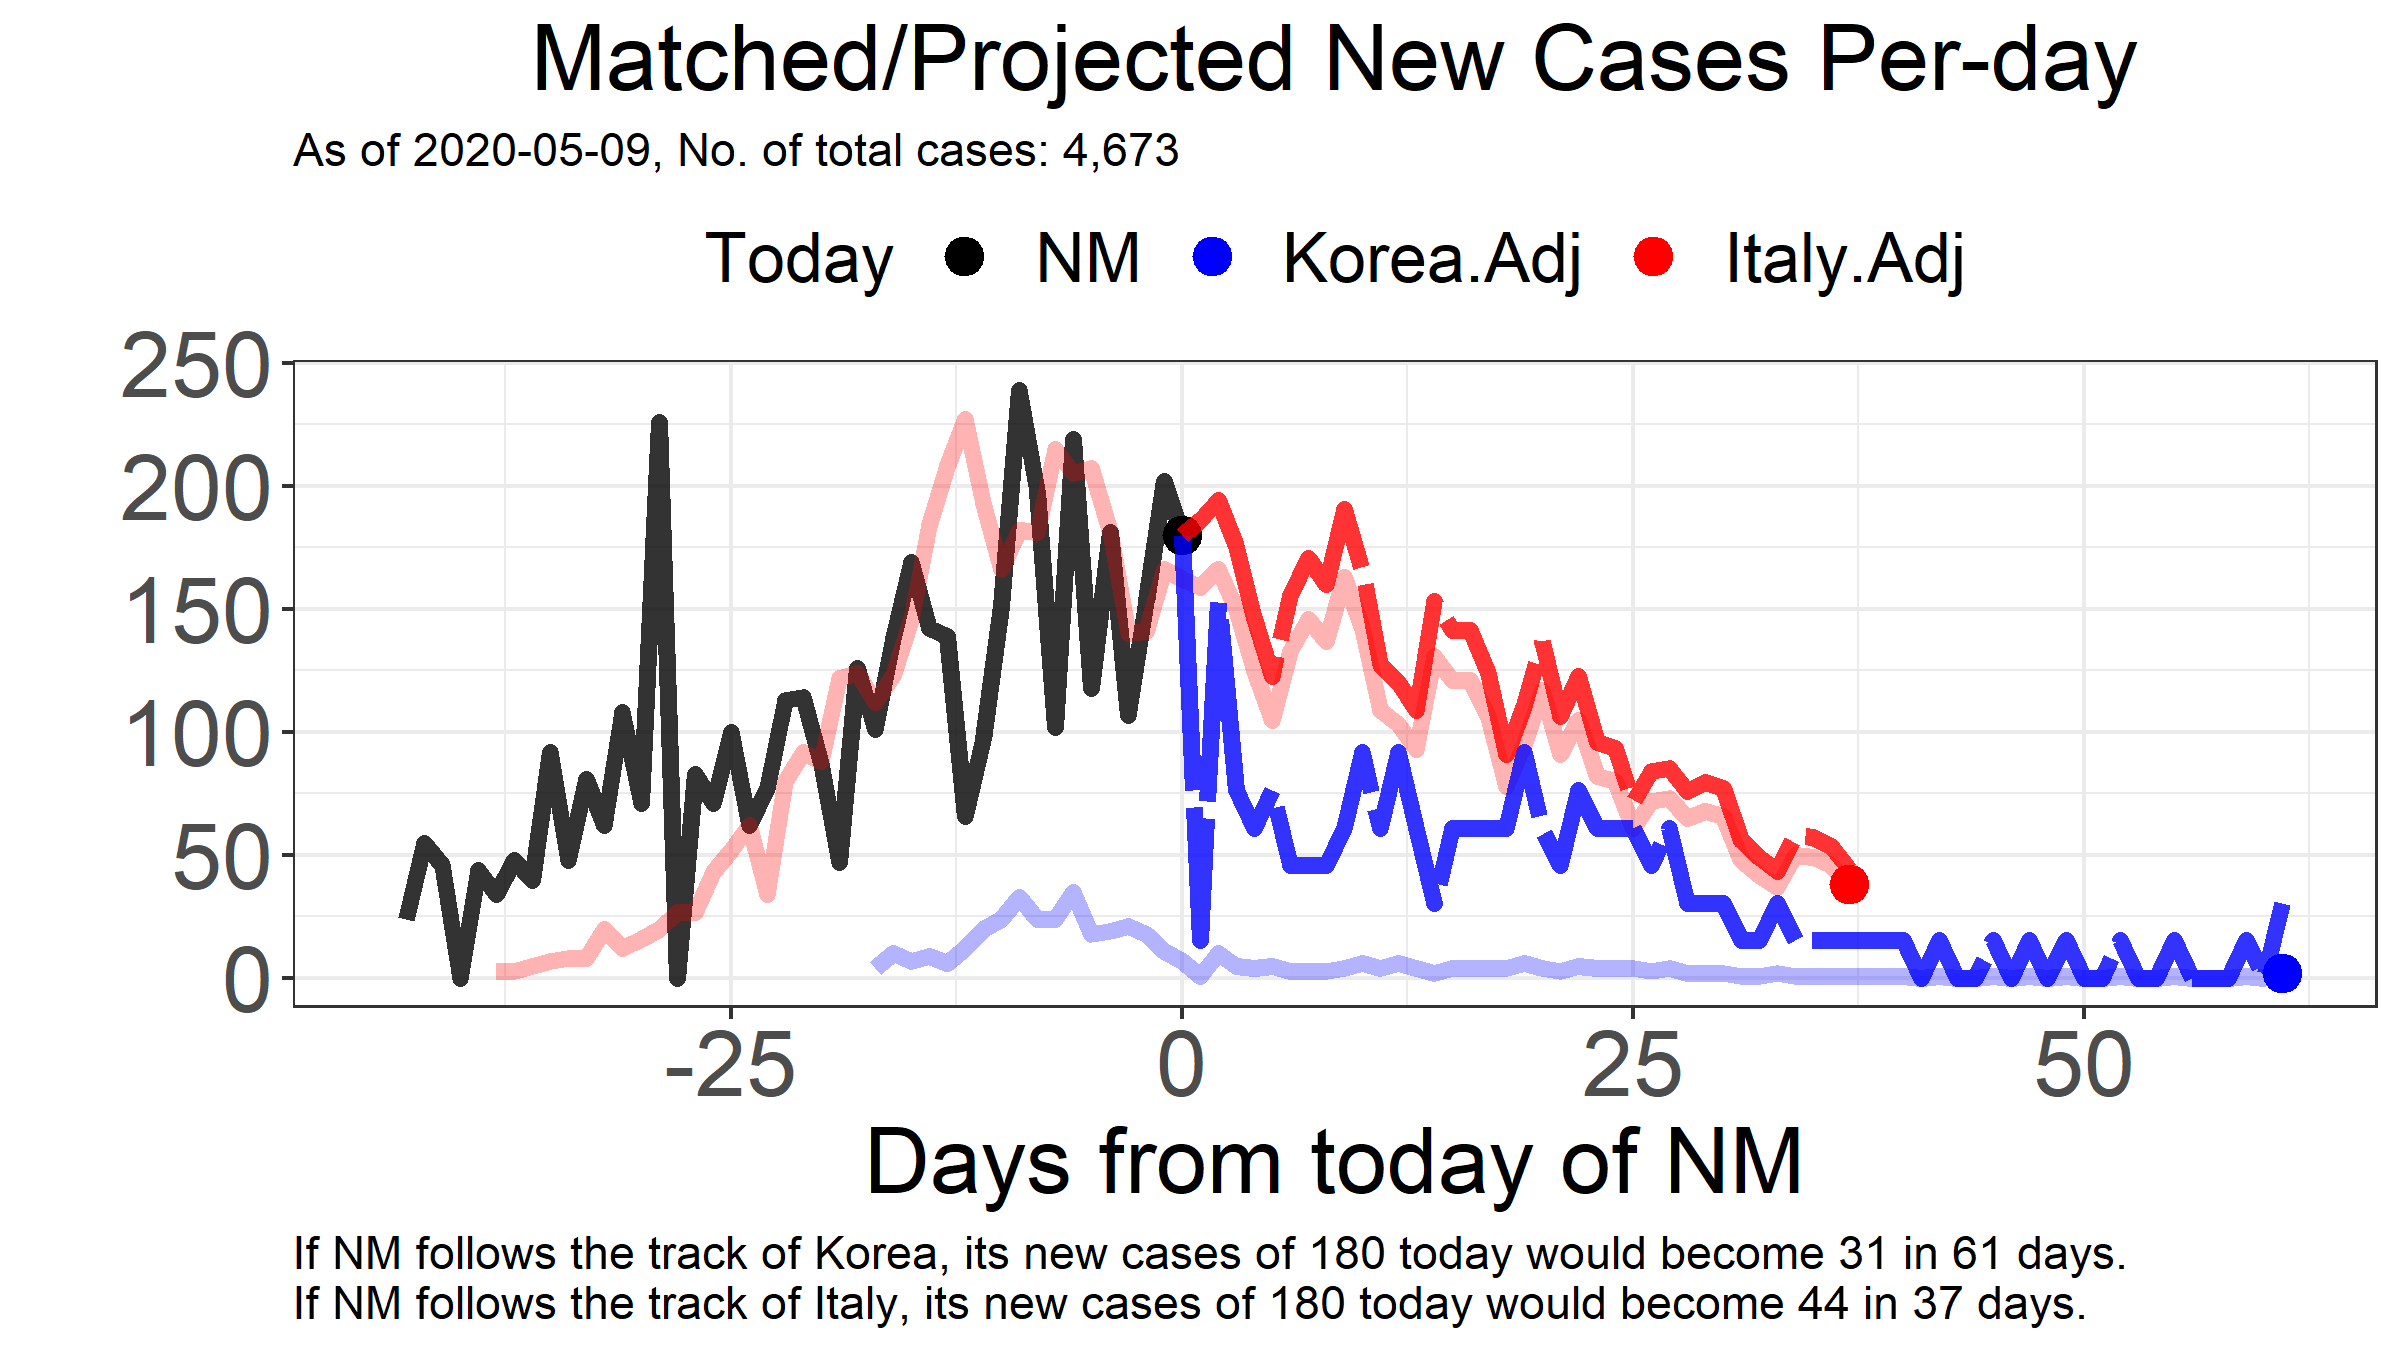 Matched/Projected New Cases Per-day
As of 2020-05-09, No. of total cases: 4,673
Today NM Korea.Adj Italy.Adj
250
200
150
100
50
0
-25 0 25 50
Days from today of NM
If NM follows the track of Korea, its new cases of 180 today would become 31 in 61 days.
If NM follows the track of Italy, its new cases of 180 today would become 44 in 37 days.